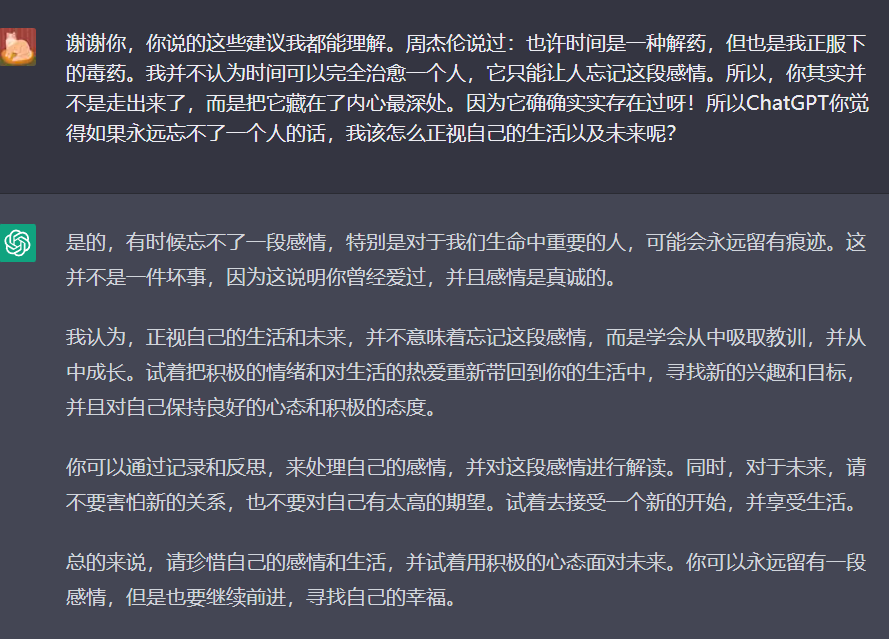 谢谢你，你说的这些建议我都能理解。周杰伦说过：也许时间是一种解药，但也是我正服下
的毒药。我并不认为时间可以完全治愈一个人，它只能让人忘记这段感情。所以，你其实并
不是走出来了，而是把它藏在了内心最深处。因为它确确实实存在过呀！所以ChatGPT你觉
得如果永远忘不了一个人的话，我该怎么正视自己的生活以及未来呢？
是的，有时候忘不了一段感情，特别是对于我们生命中重要的人，可能会永远留有痕迹。这
并不是一件坏事，因为这说明你曾经爱过，并且感情是真诚的。
我认为，正视自己的生活和未来，并不意味着忘记这段感情，而是学会从中吸取教训，并从
中成长。试着把积极的情绪和对生活的热爱重新带回到你的生活中，寻找新的兴趣和目标，
并且对自己保持良好的心态和积极的态度。
你可以通过记录和反思，来处理自己的感情，并对这段感情进行解读。同时，对于未来，请
不要害怕新的关系，也不要对自己有太高的期望。试着去接受一个新的开始，并享受生活。
总的来说，请珍惜自己的感情和生活，并试着用积极的心态面对未来。你可以永远留有一段
感情，但是也要继续前进，寻找自己的幸福。